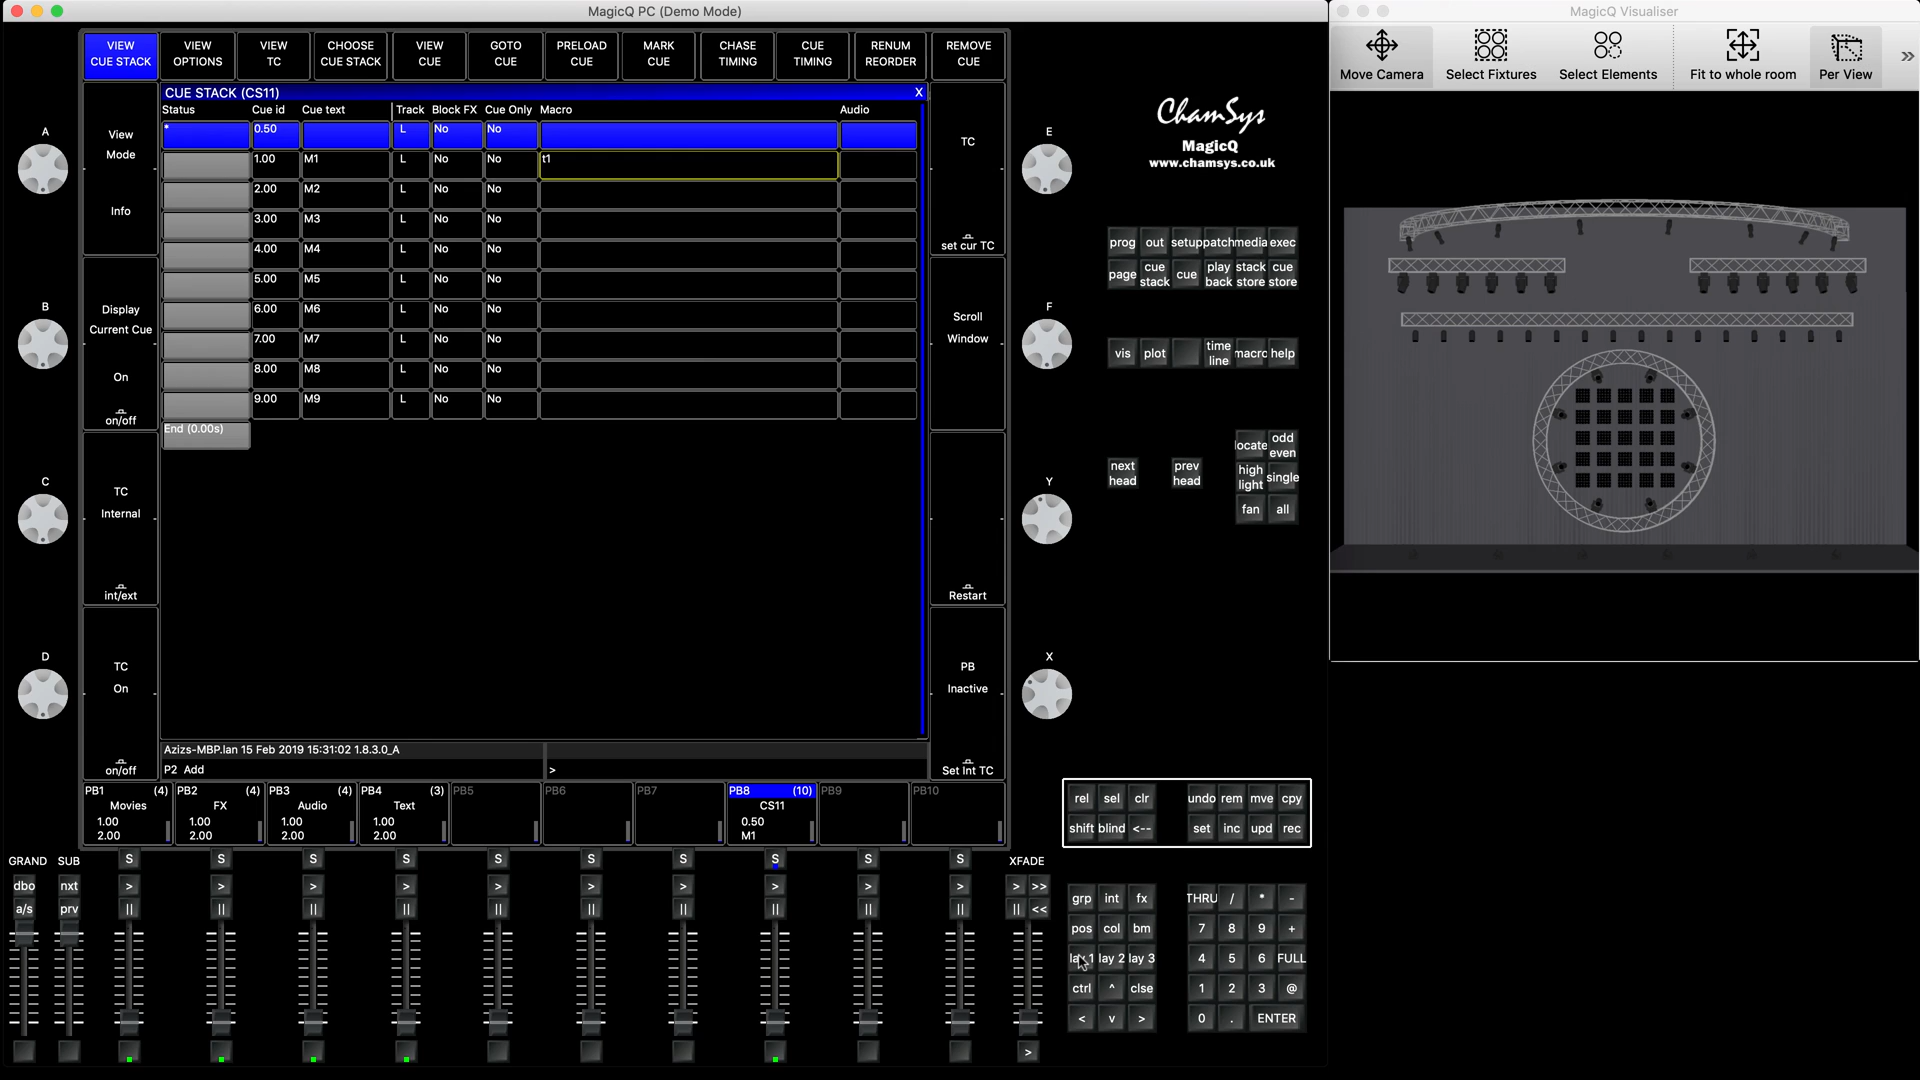 MagicQ PC (Demo Mode)
VIEW CUE STACK
VIEW OPTIONS
VIEW TC
CHOOSE CUE STACK
VIEW CUE
GOTO CUE
PRELOAD CUE
MARK CUE
CHASE TIMING
CUE TIMING
RENUM REORDER
REMOVE CUE
CUE STACK (CS11) X
Status Cue id Cue text Track Block FX Cue Only Macro Audio
* 0.50 L No No
1.00 M1 L No No t1
2.00 M2 L No No
3.00 M3 L No No
4.00 M4 L No No
5.00 M5 L No No
6.00 M6 L No No
7.00 M7 L No No
8.00 M8 L No No
9.00 M9 L No No
End (0.00s)
A
View Mode
Info
B
Display
Current Cue
On
on/off
C
TC
Internal
int/ext
D
TC
On
on/off
TC
set cur TC
E
Scroll
Window
F
Restart
Y
PB
Inactive
Set Int TC
X
Azizs-MBP.lan 15 Feb 2019 15:31:02 1.8.3.0_A
P2 Add >
PB1 (4) PB2 (4) PB3 (4) PB4 (3) PB5 PB6 PB7 PB8 (10) PB9 PB10
Movies FX Audio Text CS11
1.00 1.00 1.00 1.00 0.50
2.00 2.00 2.00 2.00 M1
GRAND SUB S S S S S S S S S S XFADE
dbo nxt > > > > > > > > > > > >>
a/s prv || || || || || || || || || || || <<
>
ChamSys
MagicQ
www.chamsys.co.uk
prog out setup patch media exec
page cue stack cue play back stack store cue store
vis plot time line macro help
next head prev head
locate odd even
high light single
fan all
rel sel clr undo rem mve cpy
shift blind <-- set inc upd rec
grp int fx THRU / * -
pos col bm 7 8 9 +
lay 1 lay 2 lay 3 4 5 6 FULL
ctrl ^ clse 1 2 3 @
< v > 0 . ENTER
MagicQ Visualiser
Move Camera
Select Fixtures
Select Elements
Fit to whole room
Per View
»